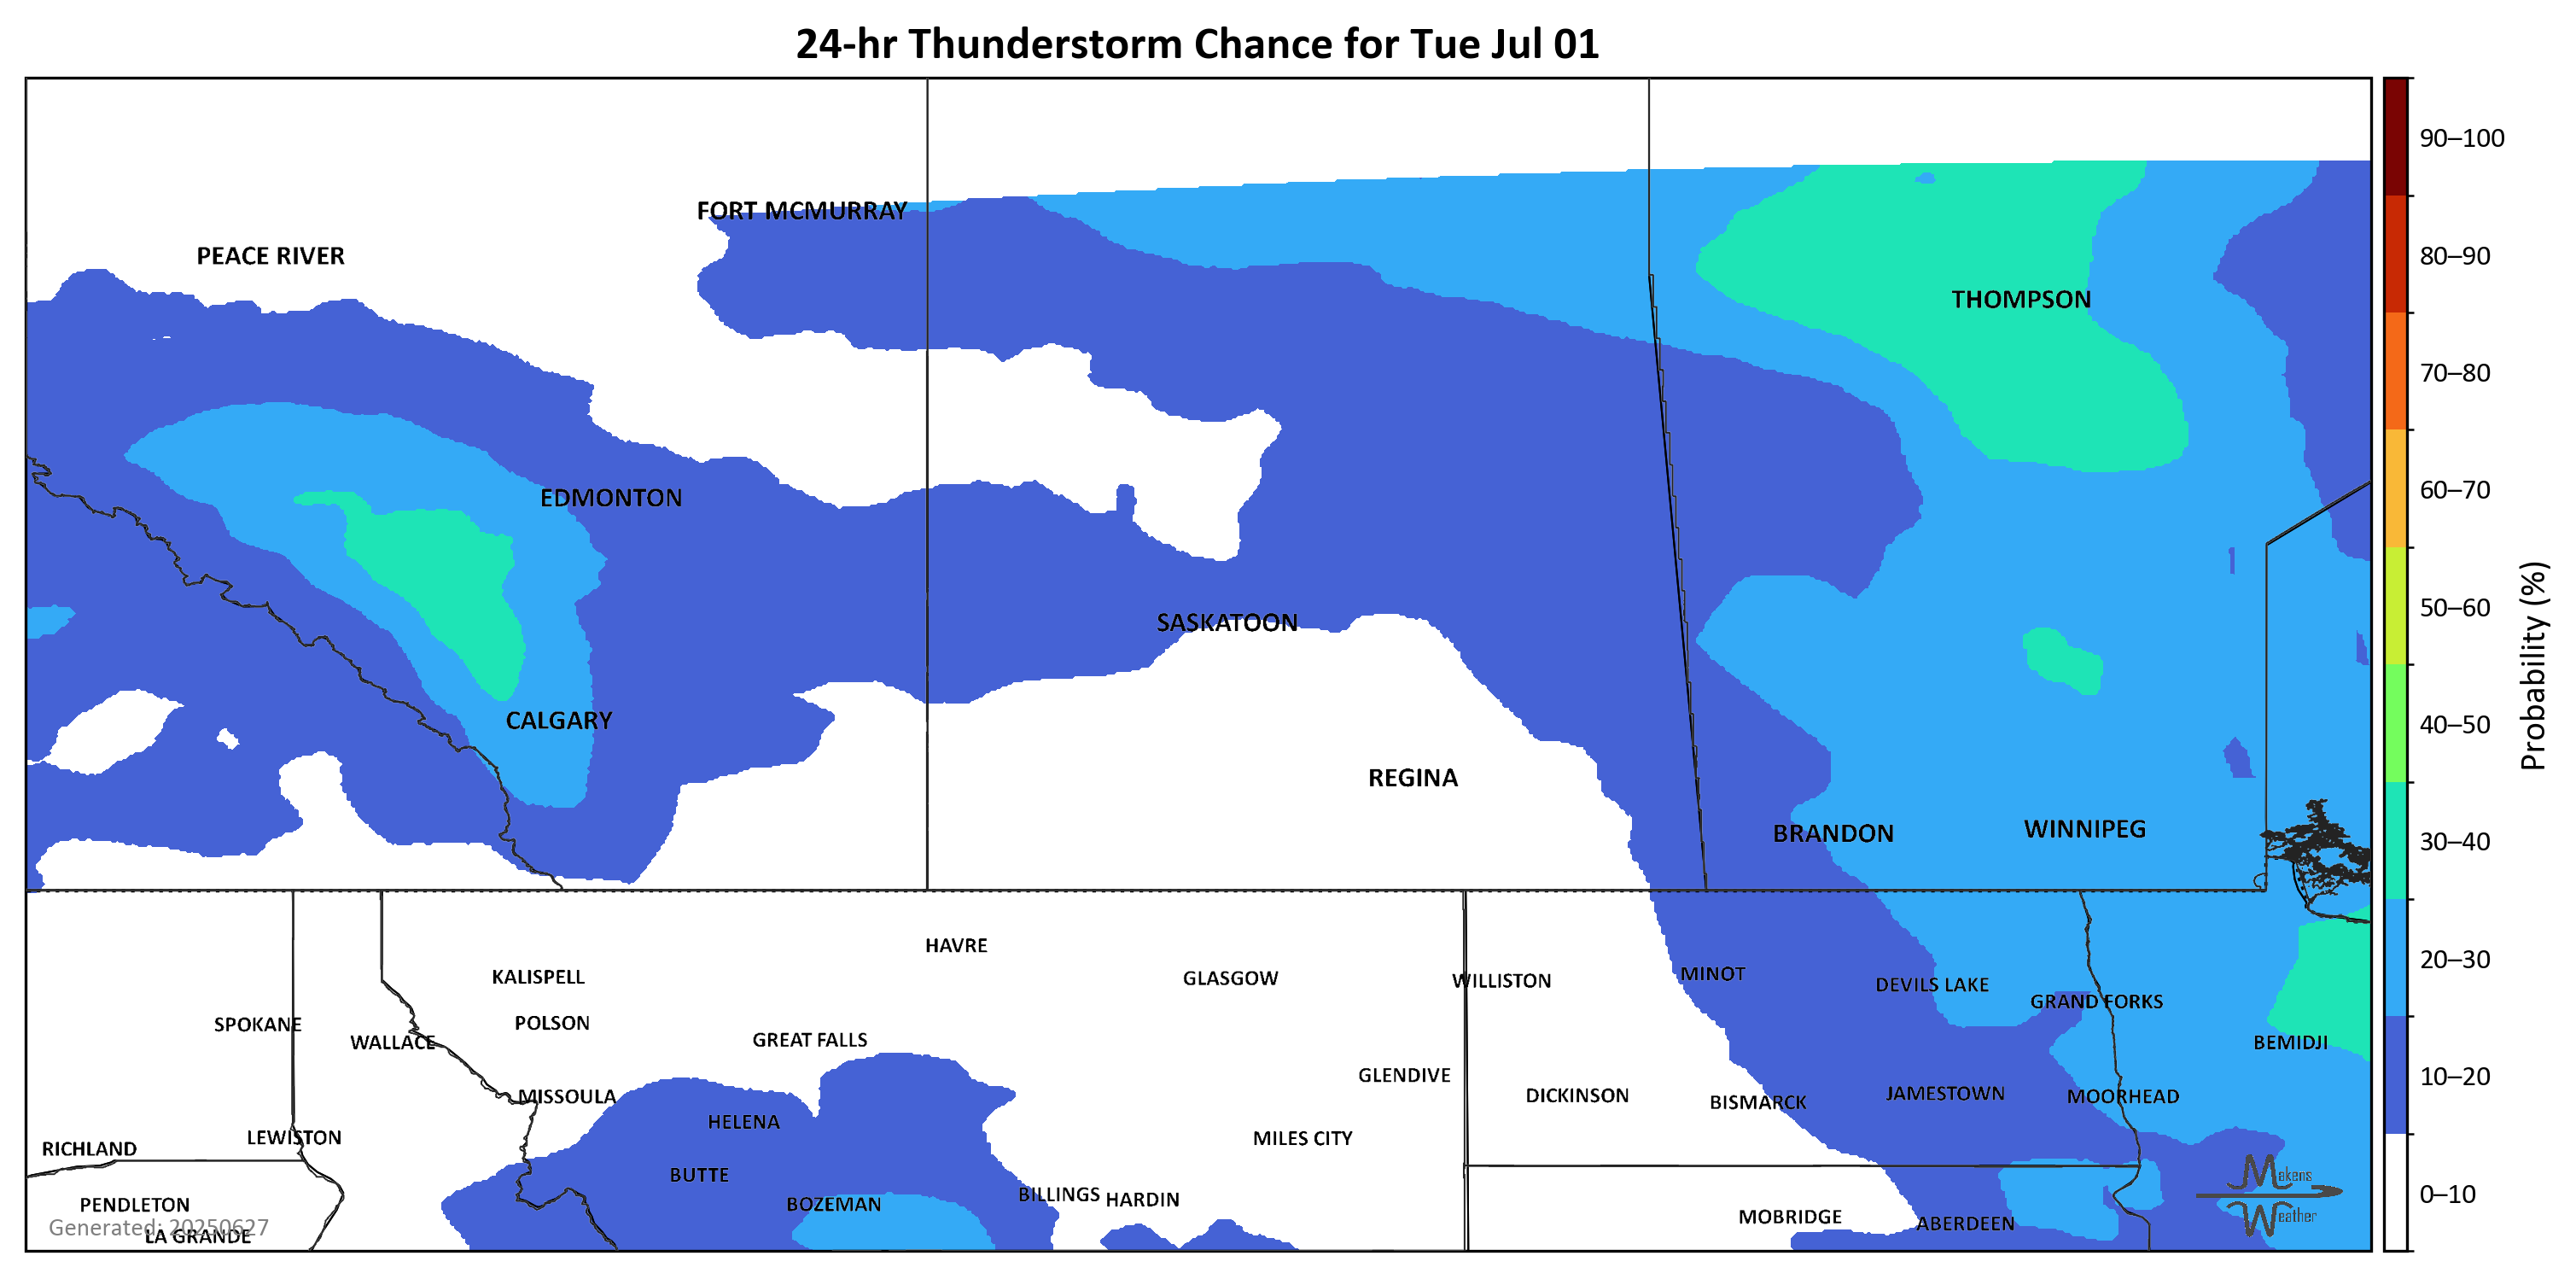 24-hr Thunderstorm Chance for Tue Jul 01
90–100
FORT MCMURRAY
PEACE RIVER
80–90
THOMPSON
70–80
60–70
EDMONTON
50–60
SASKATOON
Probability (%)
CALGARY
40–50
REGINA
BRANDON
WINNIPEG
30–40
HAVRE
20–30
KALISPELL
GLASGOW
WILLISTON
MINOT
DEVILS LAKE
GRAND FORKS
SPOKANE
POLSON
WALLACE
GREAT FALLS
BEMIDJI
GLENDIVE
10–20
MISSOULA
DICKINSON
BISMARCK
JAMESTOWN
MOORHEAD
HELENA
LEWISTON
MILES CITY
RICHLAND
BUTTE
Makens
Weather
0–10
PENDLETON
BOZEMAN
BILLINGS
HARDIN
MOBRIDGE
ABERDEEN
Generated: 20250627
LA GRANDE